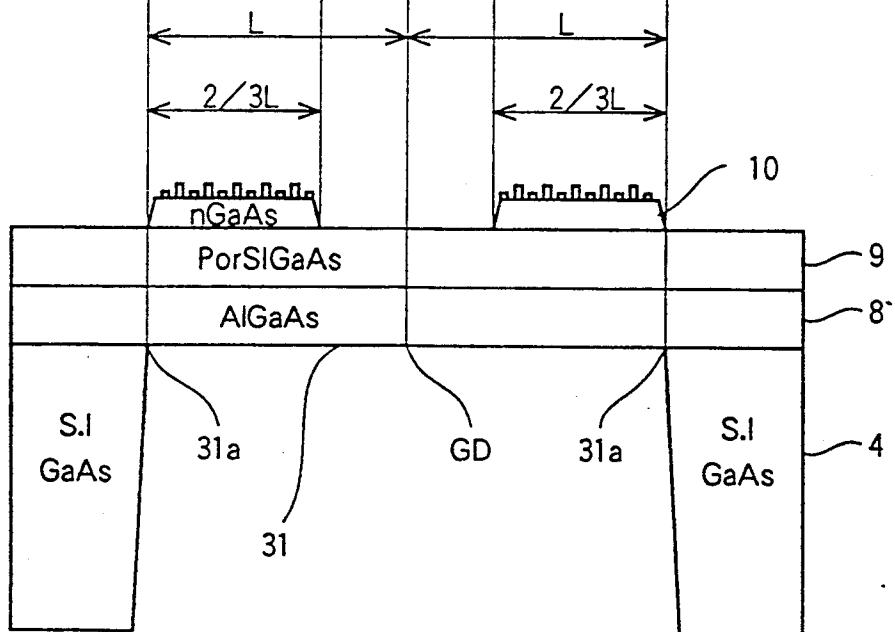 L L
2/3L 2/3L
10
nGaAs
PorSIGaAs 9
AlGaAs 8
S.I GaAs
31a GD 31a
S.I GaAs
4
31